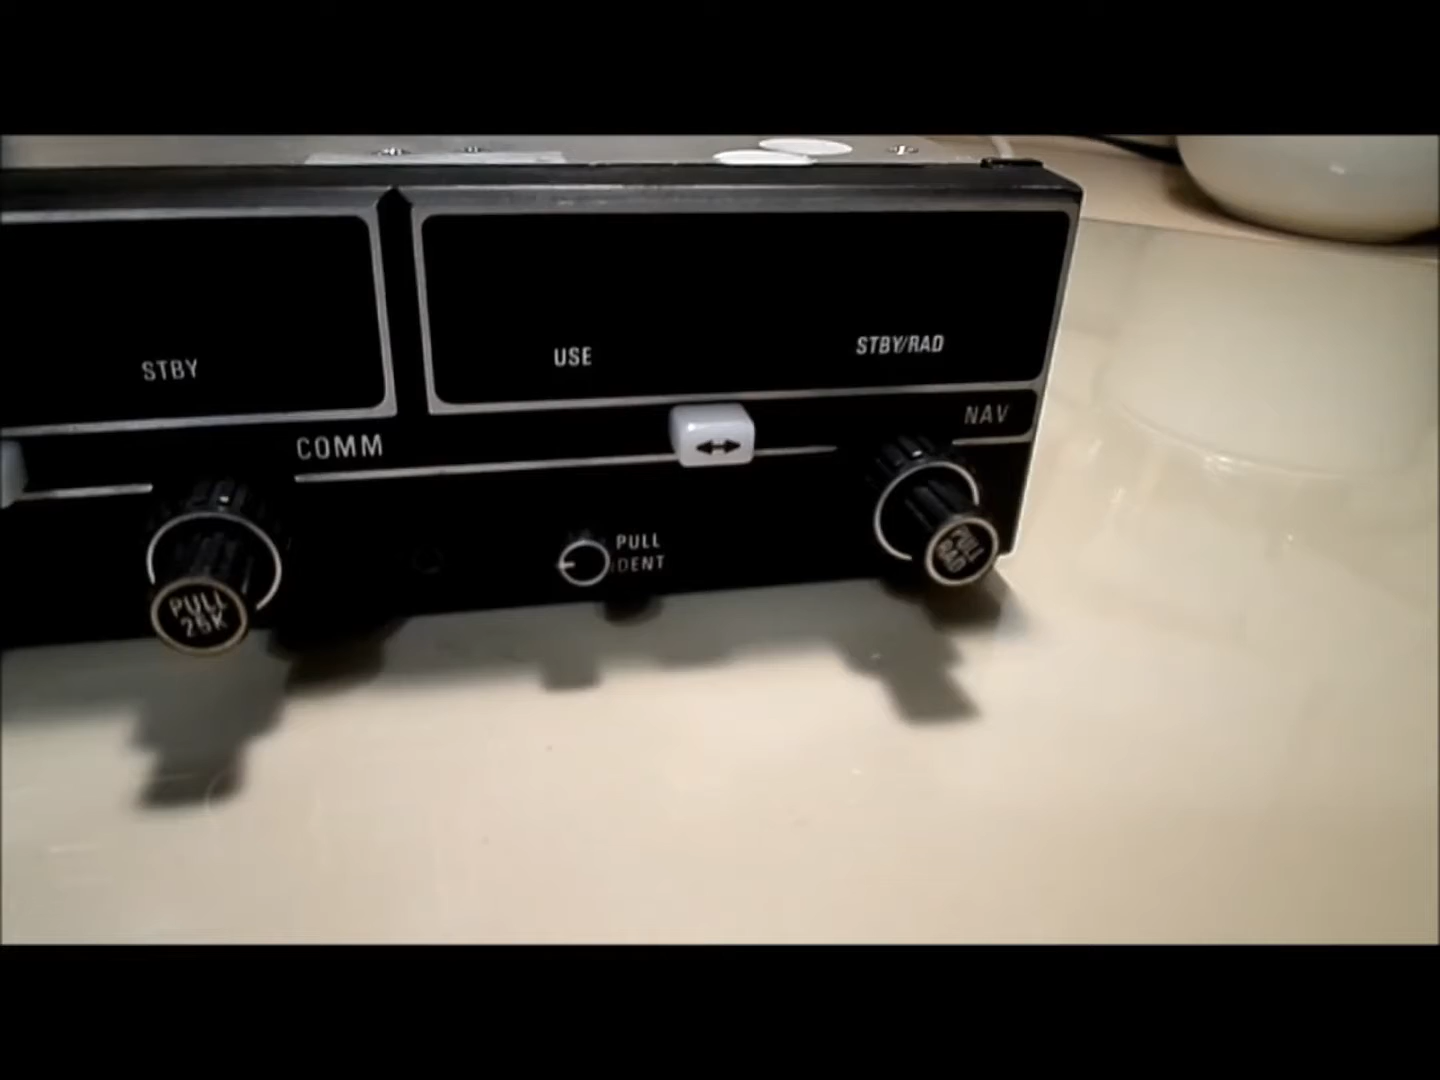 STBY
USE
STBY/RAD
COMM
NAV
PULL
IDENT
PULL
25K
PULL
RAD